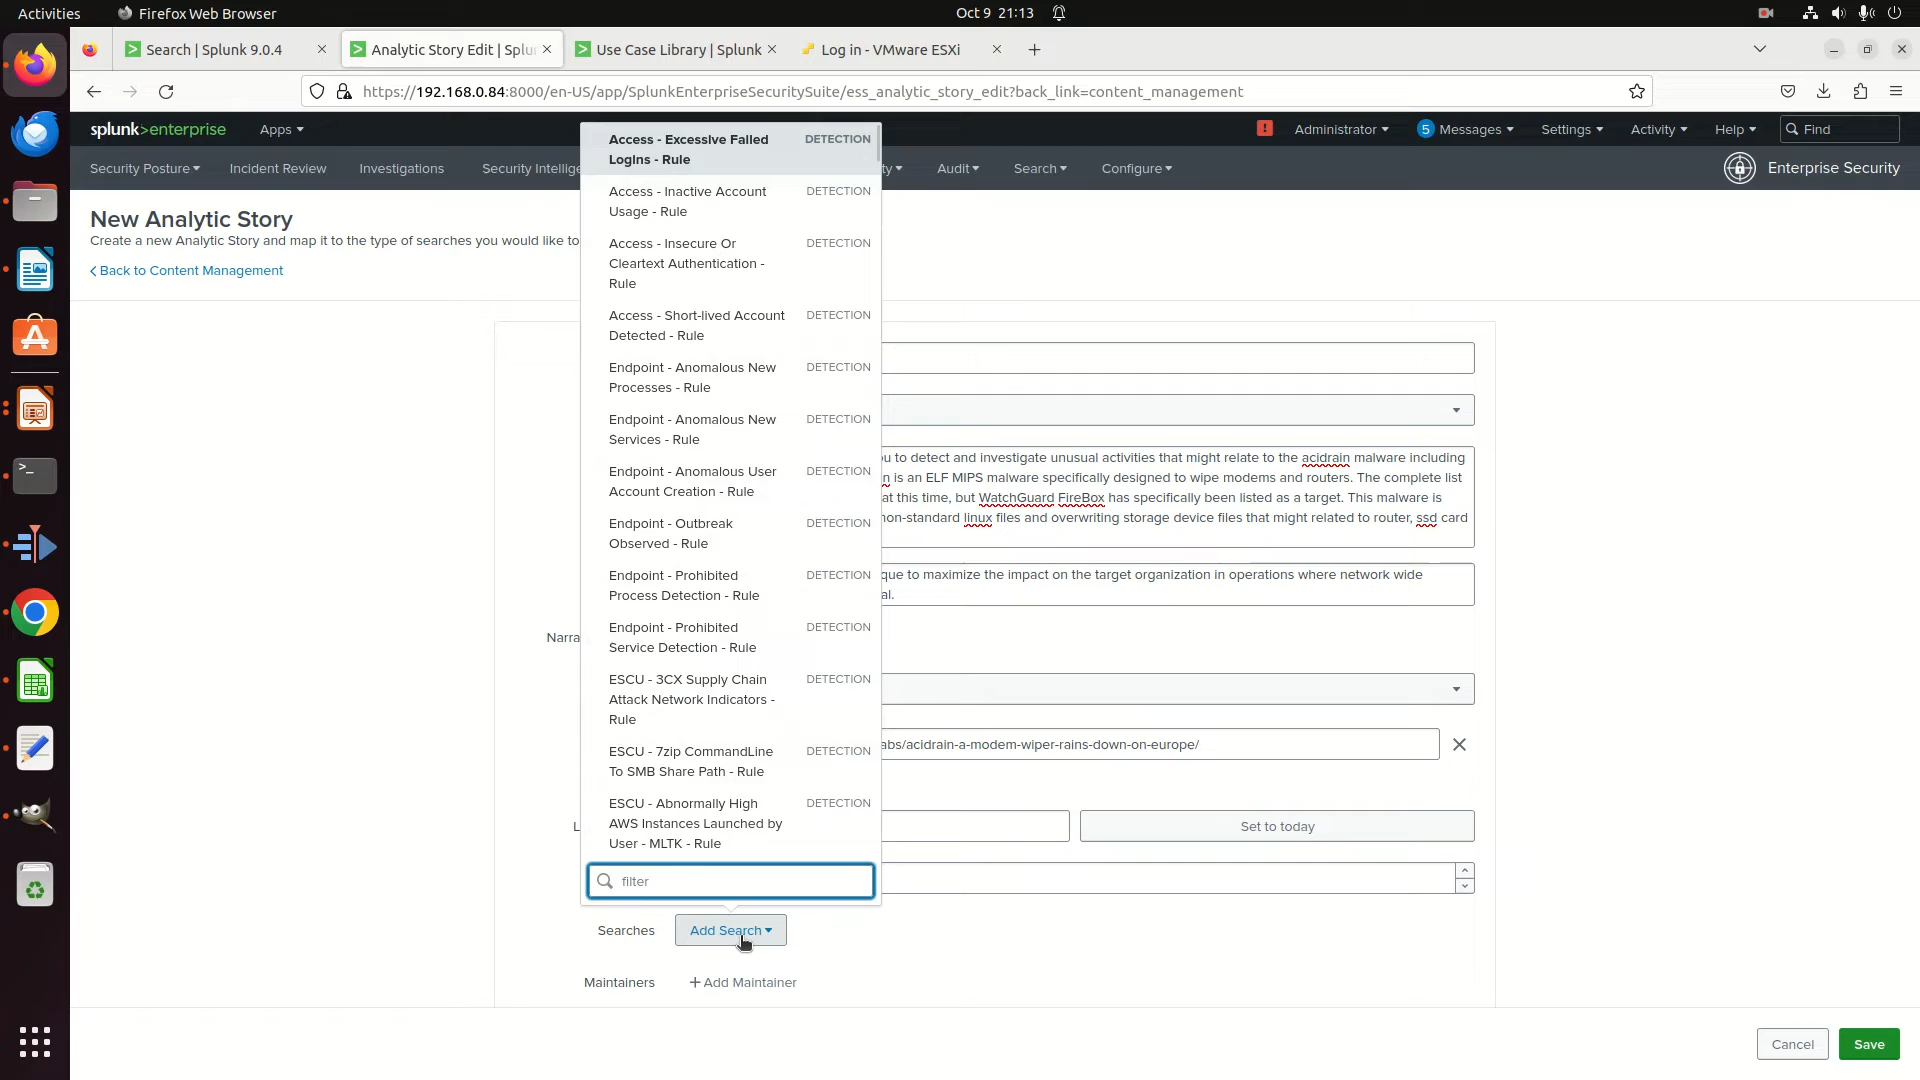 Activities
Firefox Web Browser
Oct 9 21:13
Search | Splunk 9.0.4
Analytic Story Edit | Splu
Use Case Library | Splunk
Log in - VMware ESXi
https://192.168.0.84:8000/en-US/app/SplunkEnterpriseSecuritySuite/ess_analytic_story_edit?back_link=content_management
splunk>enterprise
Apps
Administrator
5 Messages
Settings
Activity
Help
Find
Security Posture
Incident Review
Investigations
Security Intellige
ty
Audit
Search
Configure
Enterprise Security
New Analytic Story
Create a new Analytic Story and map it to the type of searches you would like to
Back to Content Management
Access - Excessive Failed Logins - Rule DETECTION
Access - Inactive Account Usage - Rule DETECTION
Access - Insecure Or Cleartext Authentication - Rule DETECTION
Access - Short-lived Account Detected - Rule DETECTION
Endpoint - Anomalous New Processes - Rule DETECTION
Endpoint - Anomalous New Services - Rule DETECTION
Endpoint - Anomalous User Account Creation - Rule DETECTION
Endpoint - Outbreak Observed - Rule DETECTION
Endpoint - Prohibited Process Detection - Rule DETECTION
Endpoint - Prohibited Service Detection - Rule DETECTION
ESCU - 3CX Supply Chain Attack Network Indicators - Rule DETECTION
ESCU - 7zip CommandLine To SMB Share Path - Rule DETECTION
ESCU - Abnormally High AWS Instances Launched by User - MLTK - Rule DETECTION
filter
u to detect and investigate unusual activities that might relate to the acidrain malware including
n is an ELF MIPS malware specifically designed to wipe modems and routers. The complete list
at this time, but WatchGuard FireBox has specifically been listed as a target. This malware is
non-standard linux files and overwriting storage device files that might related to router, ssd card
que to maximize the impact on the target organization in operations where network wide
al.
Narra
abs/acidrain-a-modem-wiper-rains-down-on-europe/
L
Set to today
Searches
Add Search
Maintainers
+ Add Maintainer
Cancel
Save